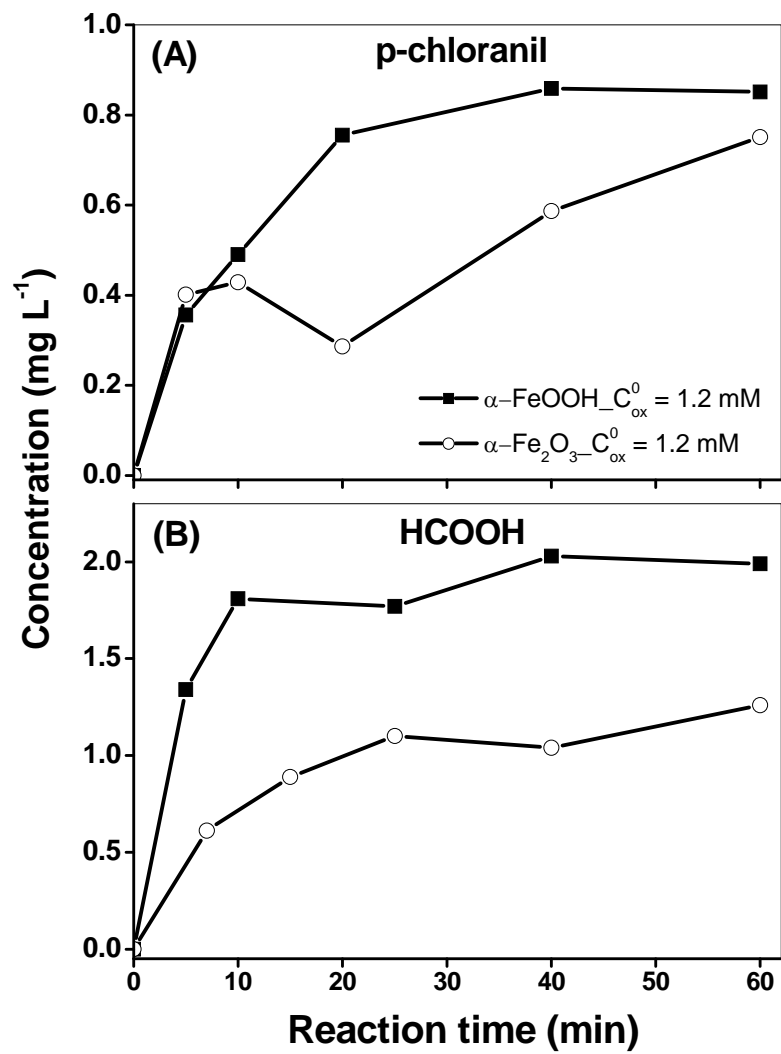 (A) p-chloranil
1.0
0.8
0.6
0.4
0.2
0.0
α–FeOOH_C⁰ₒₓ = 1.2 mM
α–Fe₂O₃_C⁰ₒₓ = 1.2 mM
Concentration (mg L⁻¹)
(B) HCOOH
2.0
1.5
1.0
0.5
0.0
0 10 20 30 40 50 60
Reaction time (min)